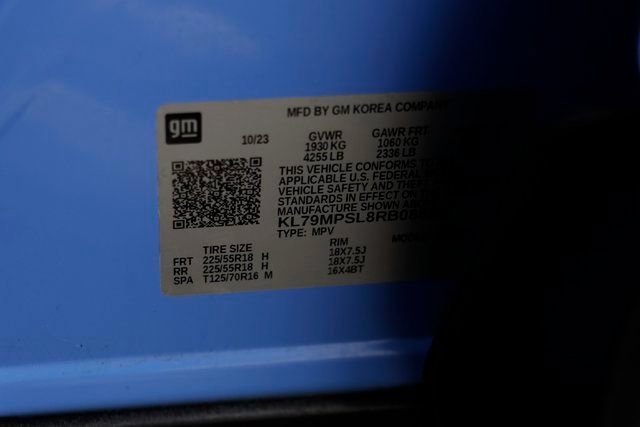 MFD BY GM KOREA COMPANY
gm
10/23 GVWR GAWR FRT
1930 KG 1060 KG
4255 LB 2336 LB
THIS VEHICLE CONFORMS TO
APPLICABLE U.S. FEDERAL
VEHICLE SAFETY AND THEFT
STANDARDS IN EFFECT ON
MANUFACTURE SHOWN
KL79MPSL8RB08
TYPE: MPV
TIRE SIZE RIM
FRT 225/55R18 H 18X7.5J
RR 225/55R18 H 18X7.5J
SPA T125/70R16 M 16X4BT